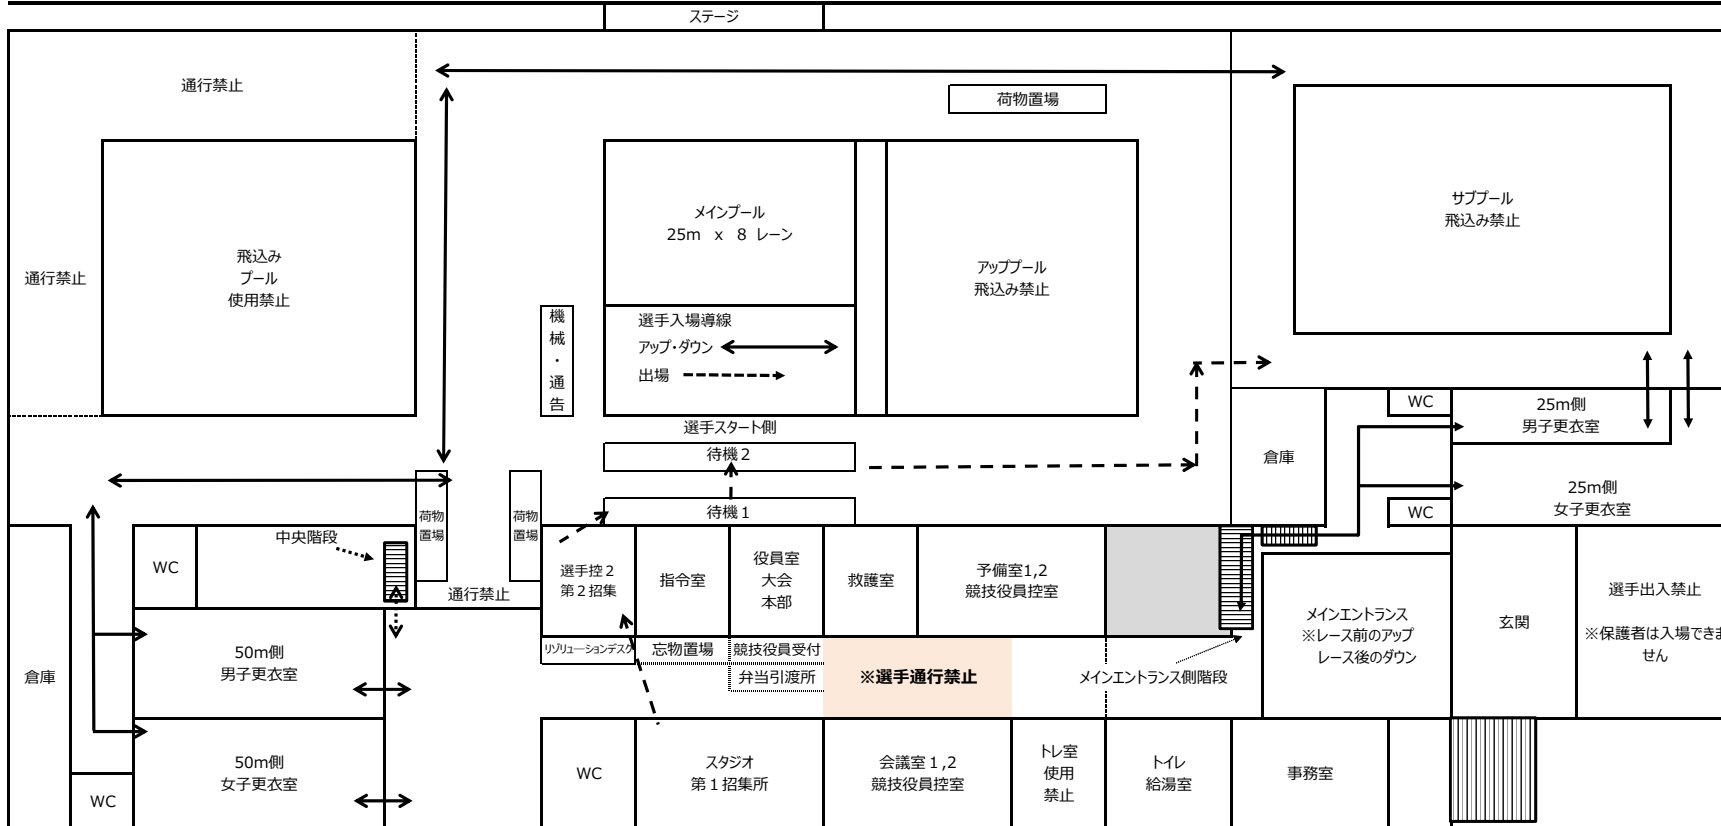 ステージ
通行禁止
荷物置場
メインプール
25m x 8 レーン
サブプール
飛込み禁止
飛込み
プール
使用禁止
通行禁止
アッププール
飛込み禁止
機
械
・
通
告
選手入場導線
アップ・ダウン
出場
選手スタート側
待機2
待機1
WC
25m側
男子更衣室
倉庫
25m側
女子更衣室
WC
荷物
置場
荷物
置場
中央階段
WC
通行禁止
選手控2
第2招集
指令室
役員室
大会
本部
救護室
予備室1,2
競技役員控室
メインエントランス
※レース前のアップ
レース後のダウン
玄関
選手出入禁止
※保護者は入場できま
せん
倉庫
50m側
男子更衣室
リゾリューションデスク
忘物置場
競技役員受付
弁当引渡所
※選手通行禁止
メインエントランス側階段
50m側
女子更衣室
WC
WC
スタジオ
第1招集所
会議室1,2
競技役員控室
トレ室
使用
禁止
トイレ
給湯室
事務室